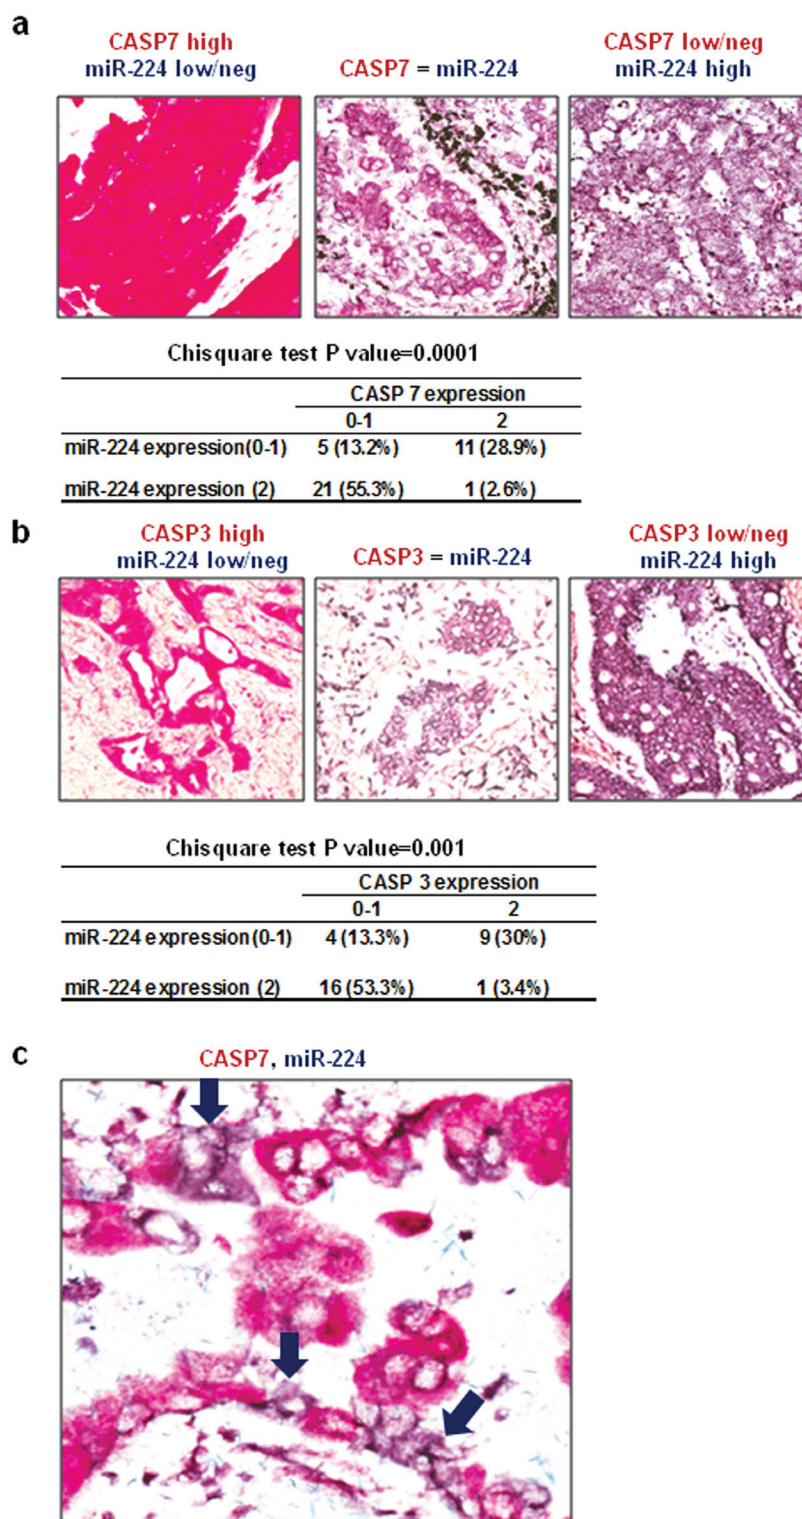 a
CASP7 high
miR-224 low/neg
CASP7 = miR-224
CASP7 low/neg
miR-224 high
Chisquare test P value=0.0001
CASP 7 expression
0-1 2
miR-224 expression(0-1) 5 (13.2%) 11 (28.9%)
miR-224 expression (2) 21 (55.3%) 1 (2.6%)
b
CASP3 high
miR-224 low/neg
CASP3 = miR-224
CASP3 low/neg
miR-224 high
Chisquare test P value=0.001
CASP 3 expression
0-1 2
miR-224 expression(0-1) 4 (13.3%) 9 (30%)
miR-224 expression (2) 16 (53.3%) 1 (3.4%)
c
CASP7, miR-224